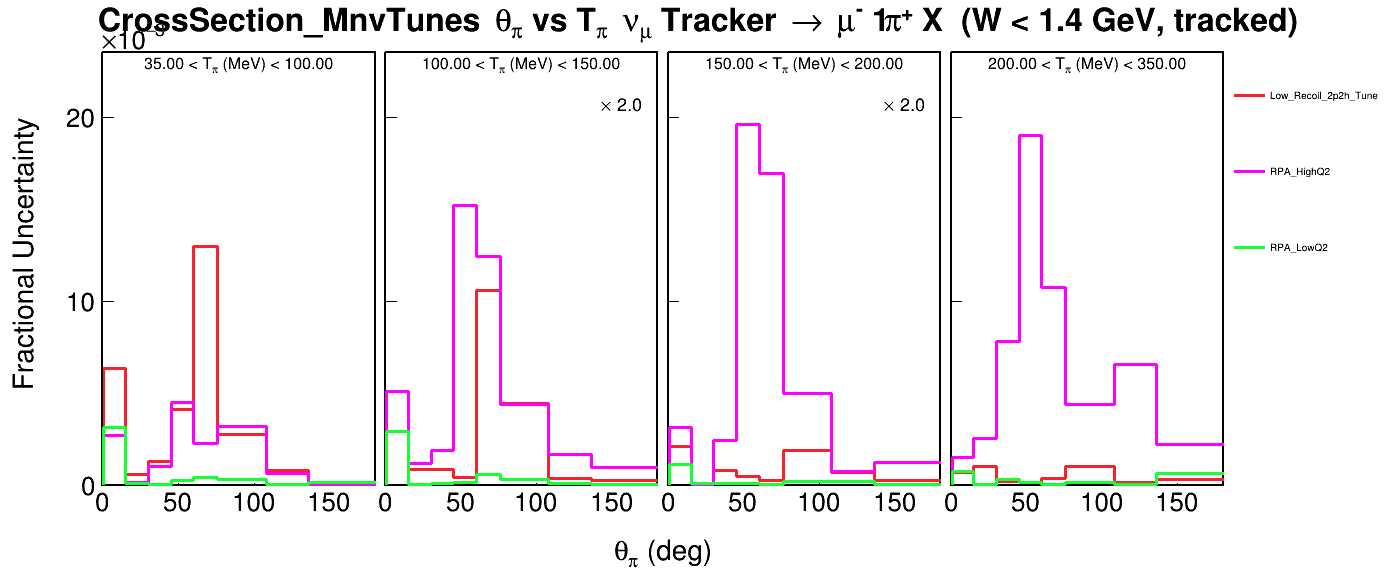 CrossSection_MnvTunes θπ vs Tπ νμ Tracker → μ- 1π+ X (W < 1.4 GeV, tracked)
35.00 < Tπ (MeV) < 100.00
100.00 < Tπ (MeV) < 150.00
150.00 < Tπ (MeV) < 200.00
200.00 < Tπ (MeV) < 350.00
× 2.0
× 2.0
Low_Recoil_2p2h_Tune
RPA_HighQ2
RPA_LowQ2
Fractional Uncertainty
20
10
0
0 50 100 150
0 50 100 150
0 50 100 150
0 50 100 150
θπ (deg)